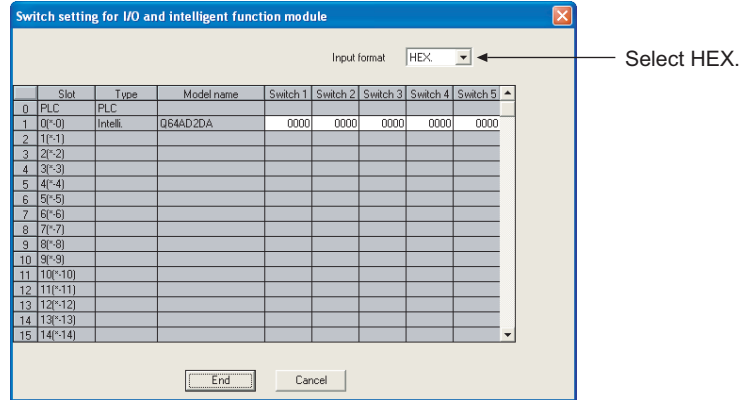 Switch setting for I/O and intelligent function module
Input format HEX. Select HEX.
Slot Type Model name Switch 1 Switch 2 Switch 3 Switch 4 Switch 5
0 PLC PLC
1 0(*-0) Intelli. Q64AD2DA 0000 0000 0000 0000 0000
2 1(*-1)
3 2(*-2)
4 3(*-3)
5 4(*-4)
6 5(*-5)
7 6(*-6)
8 7(*-7)
9 8(*-8)
10 9(*-9)
11 10(*-10)
12 11(*-11)
13 12(*-12)
14 13(*-13)
15 14(*-14)
End Cancel